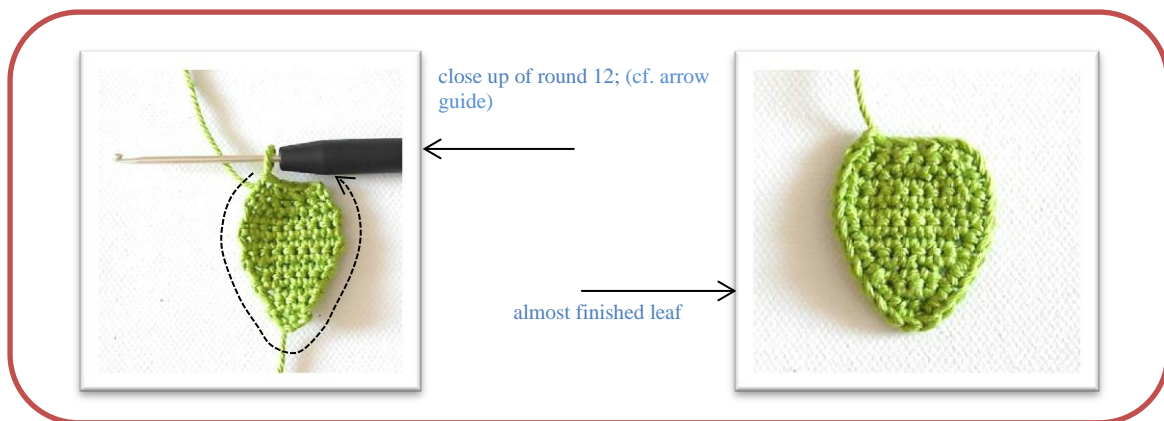 close up of round 12; (cf. arrow
guide)
almost finished leaf